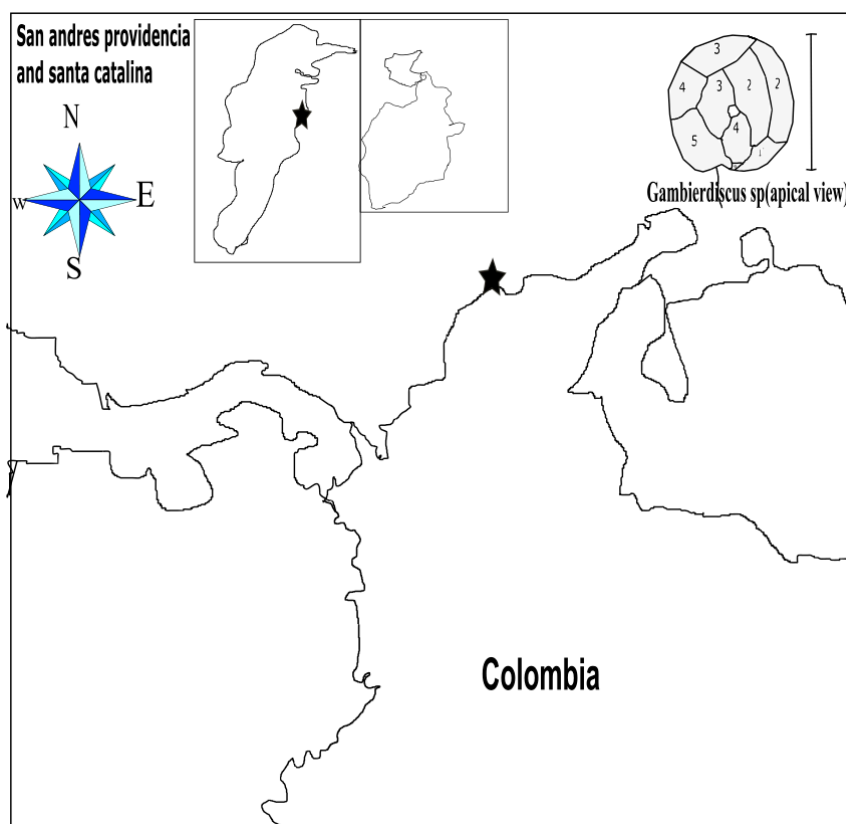 San andres providencia
and santa catalina
N
W
E
S
3
4
3
2
2
5
4
1
Gambierdiscus sp(apical view)
Colombia